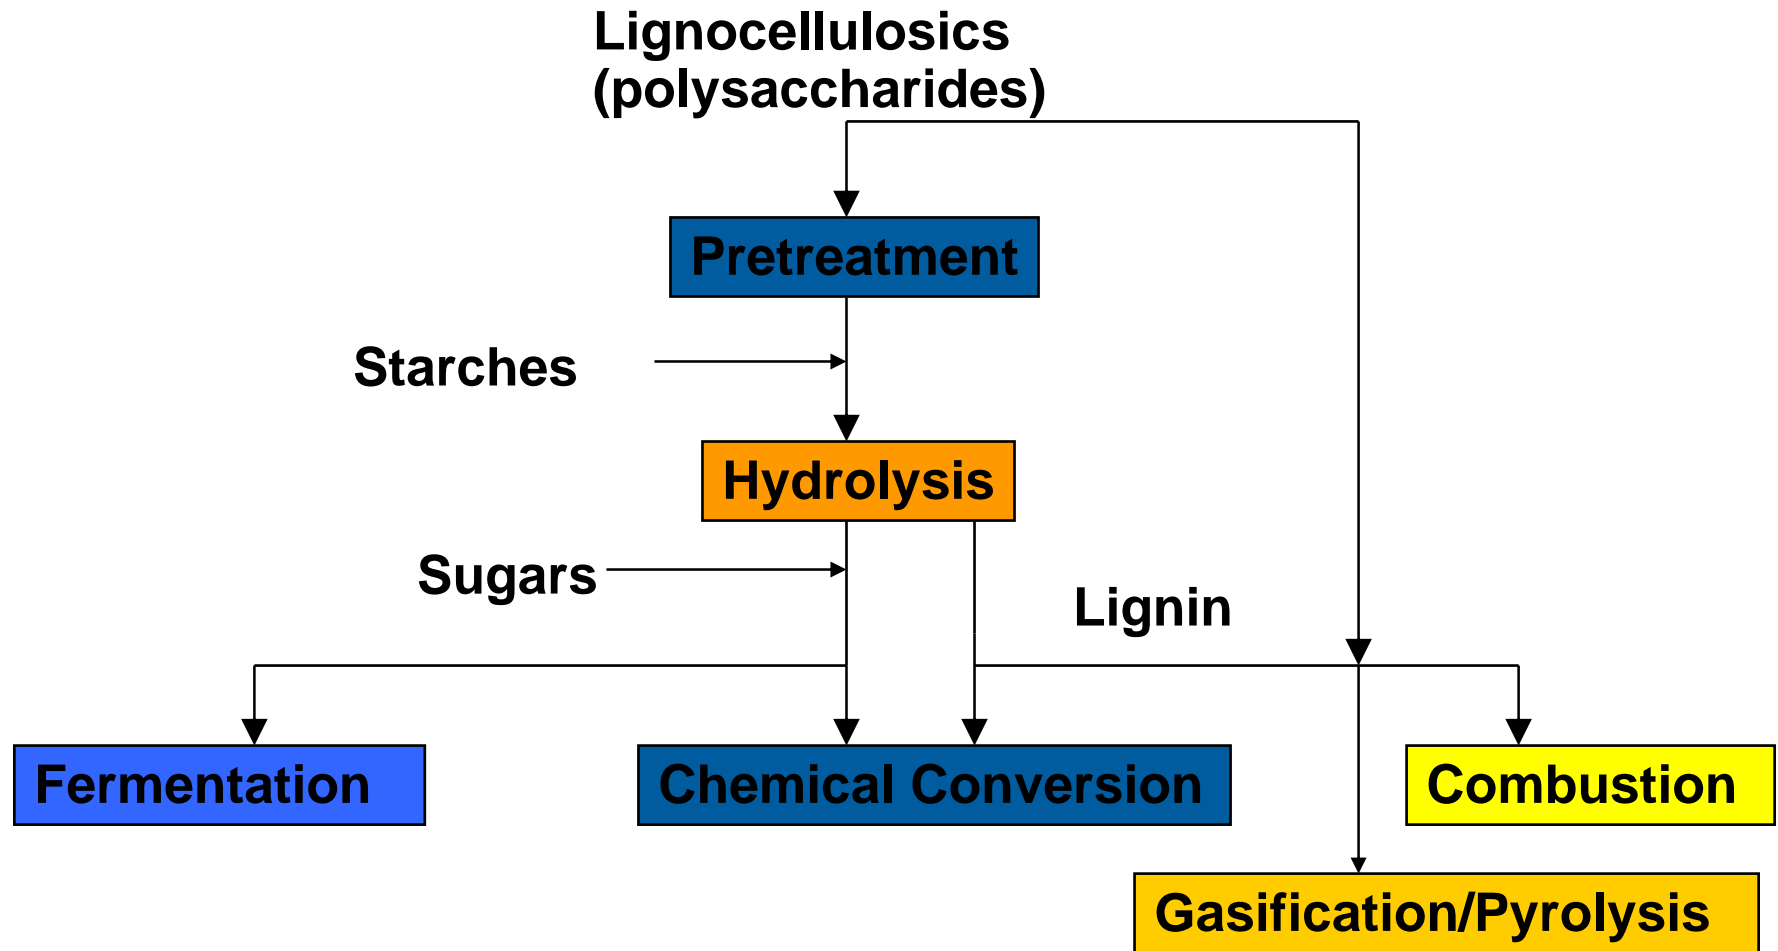 Lignocellulosics
(polysaccharides)
Pretreatment
Starches
Hydrolysis
Sugars
Lignin
Fermentation
Chemical Conversion
Combustion
Gasification/Pyrolysis